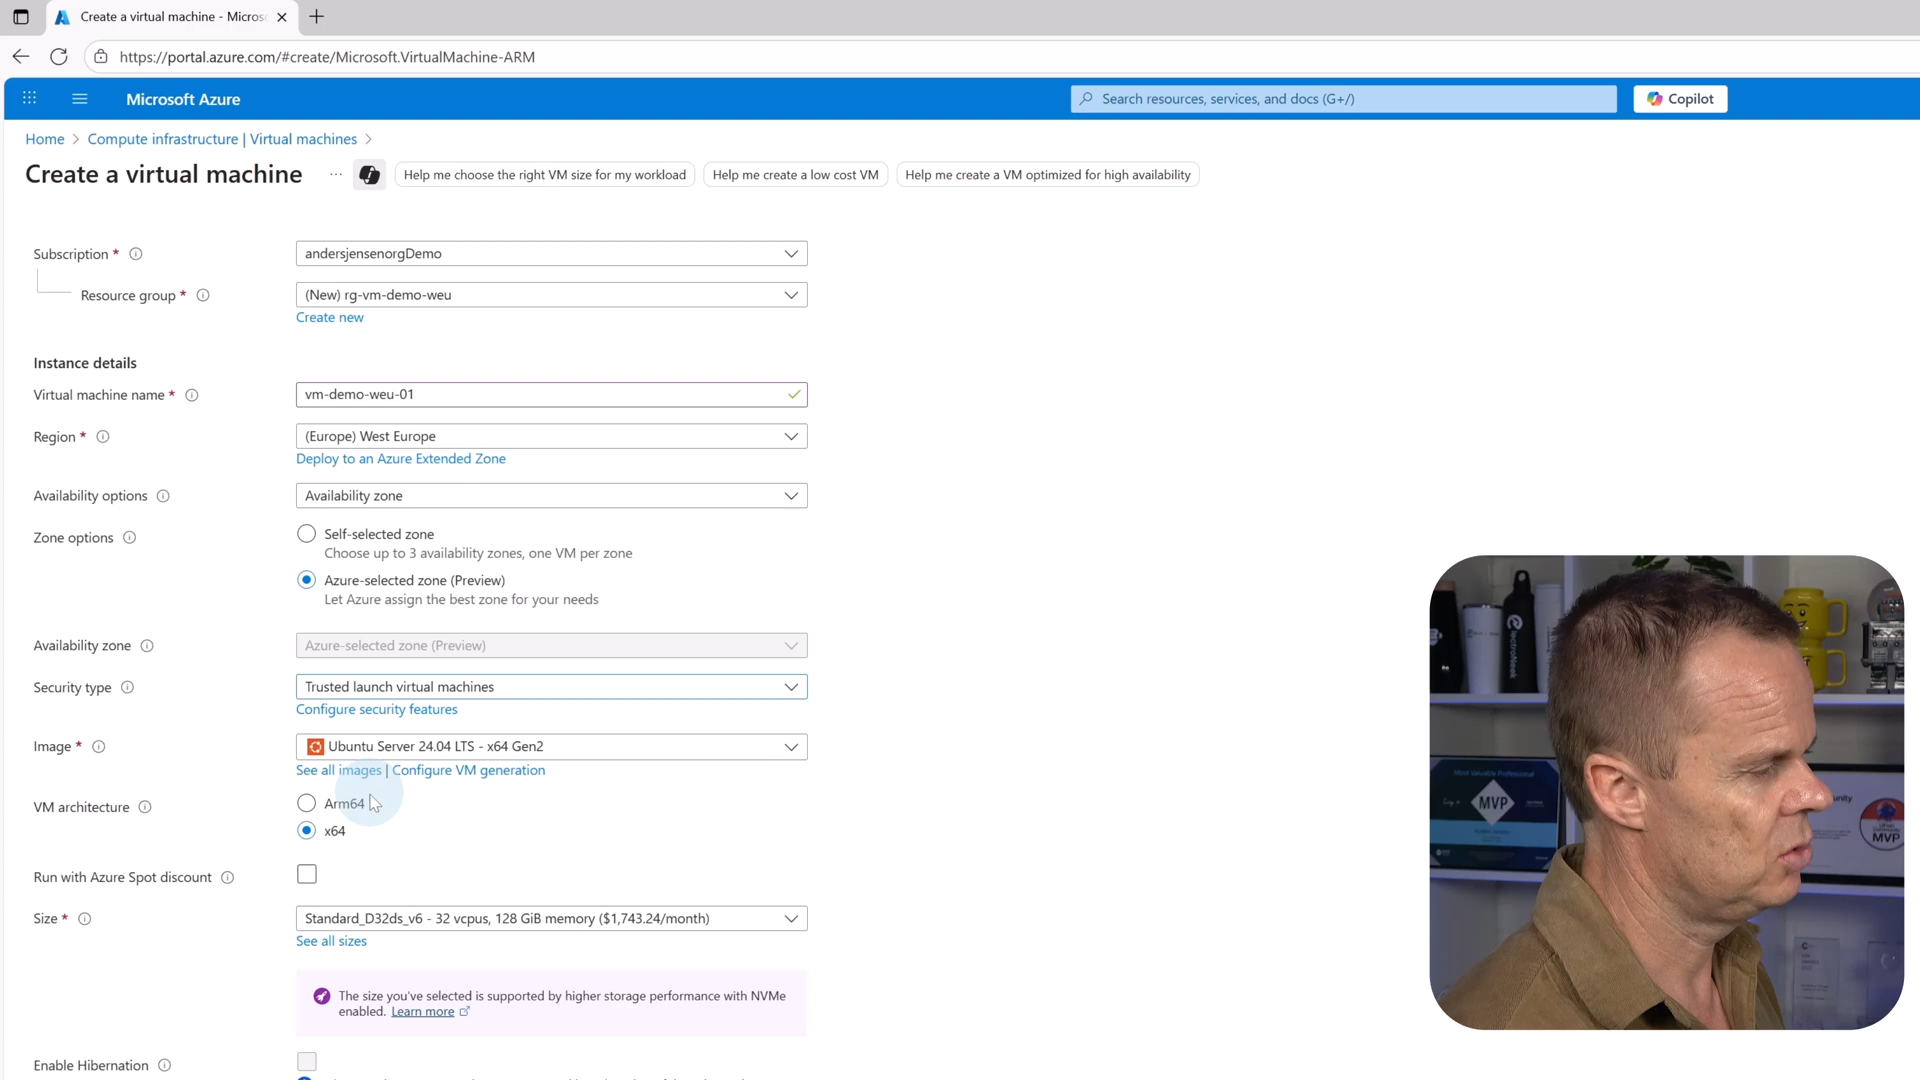 Create a virtual machine - Micros
https://portal.azure.com/#create/Microsoft.VirtualMachine-ARM
Microsoft Azure
Search resources, services, and docs (G+/)
Copilot
Home > Compute infrastructure | Virtual machines >
Create a virtual machine ...
Help me choose the right VM size for my workload
Help me create a low cost VM
Help me create a VM optimized for high availability
Subscription *
andersjensenorgDemo
Resource group *
(New) rg-vm-demo-weu
Create new
Instance details
Virtual machine name *
vm-demo-weu-01
Region *
(Europe) West Europe
Deploy to an Azure Extended Zone
Availability options
Availability zone
Zone options
Self-selected zone
Choose up to 3 availability zones, one VM per zone
Azure-selected zone (Preview)
Let Azure assign the best zone for your needs
Availability zone
Azure-selected zone (Preview)
Security type
Trusted launch virtual machines
Configure security features
Image *
Ubuntu Server 24.04 LTS - x64 Gen2
See all images | Configure VM generation
VM architecture
Arm64
x64
Run with Azure Spot discount
Size *
Standard_D32ds_v6 - 32 vcpus, 128 GiB memory ($1,743.24/month)
See all sizes
The size you've selected is supported by higher storage performance with NVMe
enabled. Learn more
Enable Hibernation
ElectroNeek
Most Valuable Professional
MVP
MVP